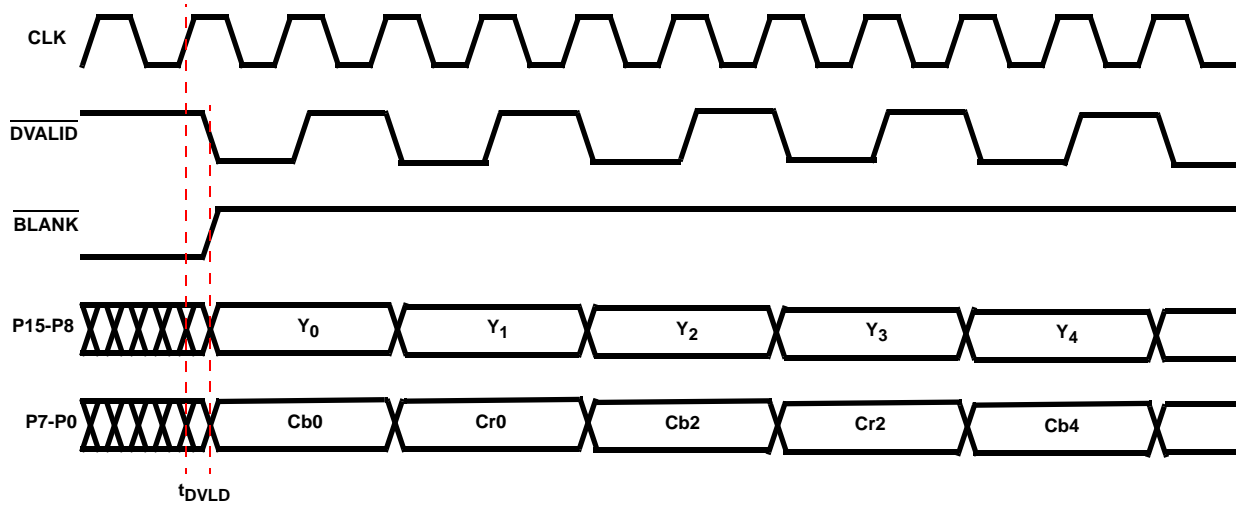 CLK
DVALID
BLANK
P15-P8 Y0 Y1 Y2 Y3 Y4
P7-P0 Cb0 Cr0 Cb2 Cr2 Cb4
tDVLD